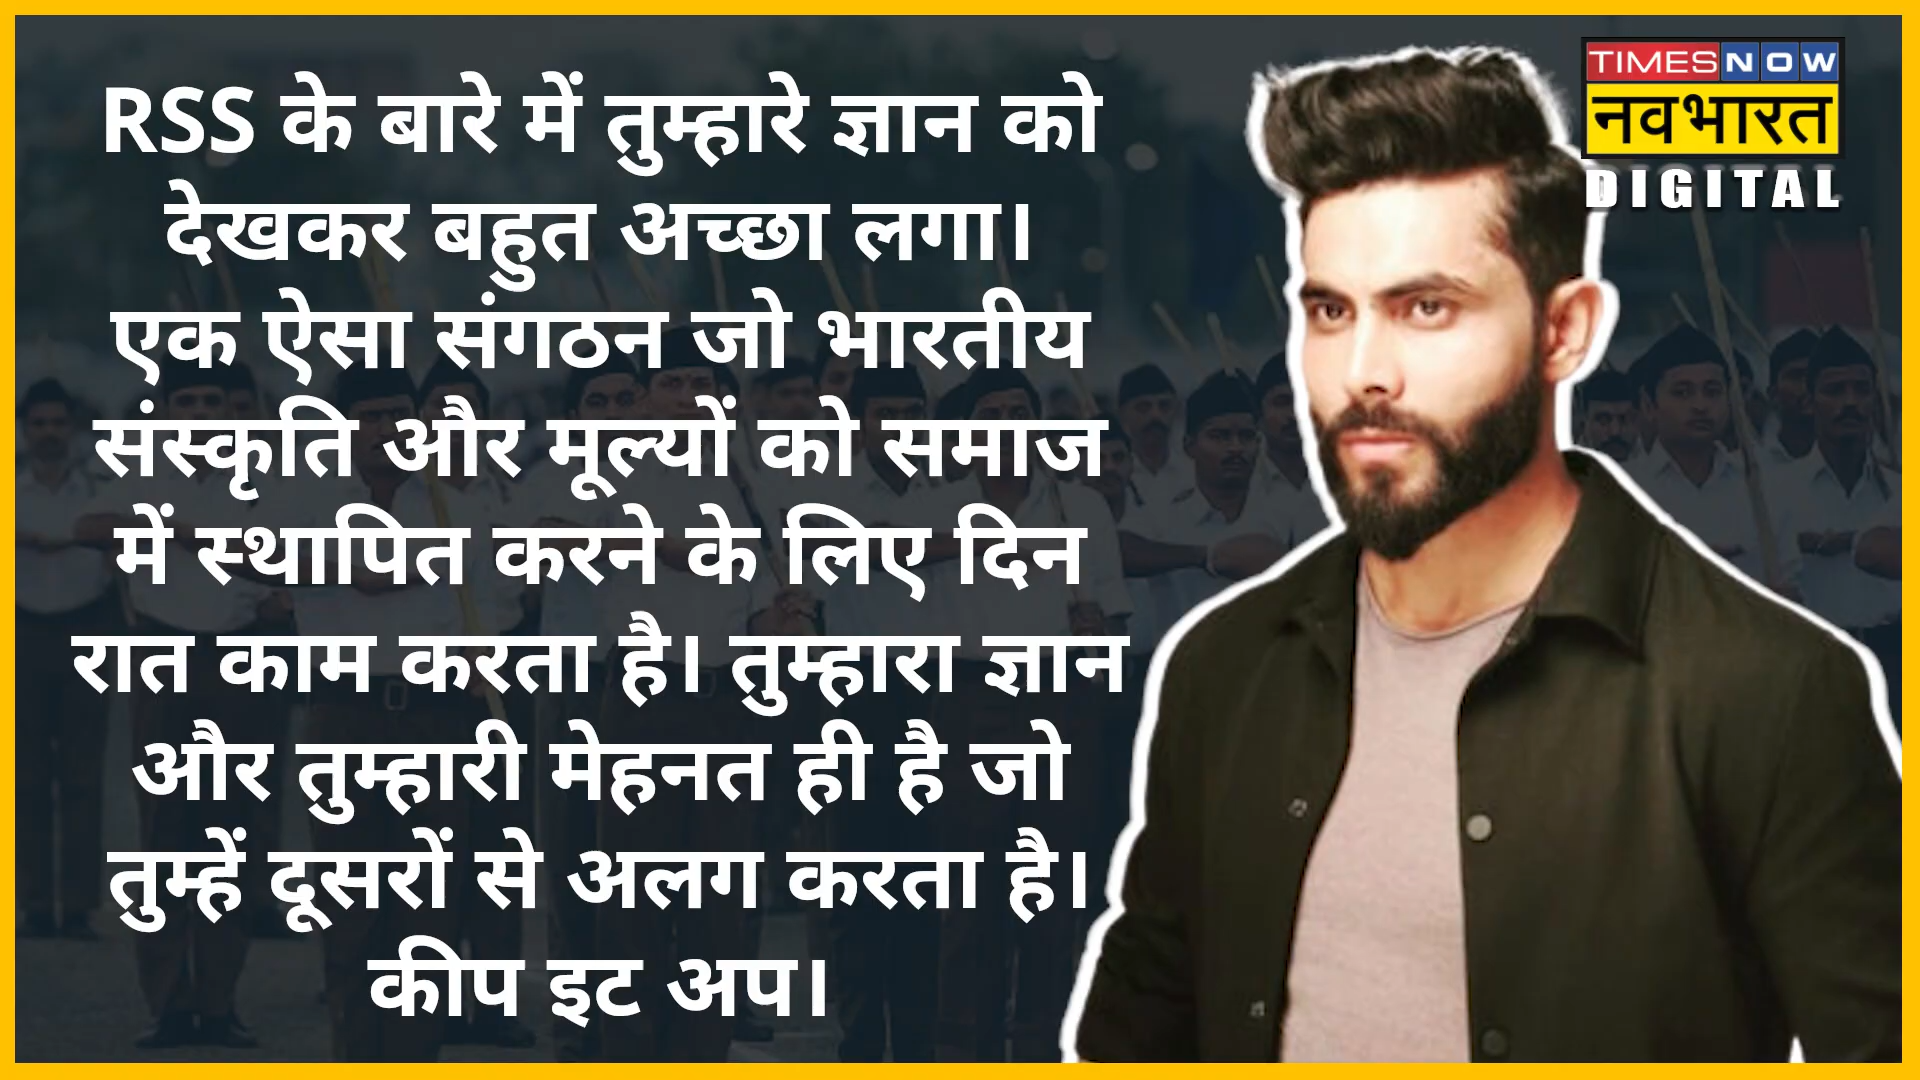 RSS के बारे में तुम्हारे ज्ञान को
देखकर बहुत अच्छा लगा।
एक ऐसा संगठन जो भारतीय
संस्कृति और मूल्यों को समाज
में स्थापित करने के लिए दिन
रात काम करता है। तुम्हारा ज्ञान
और तुम्हारी मेहनत ही है जो
तुम्हें दूसरों से अलग करता है।
कीप इट अप।
TIMES NOW
नवभारत
DIGITAL